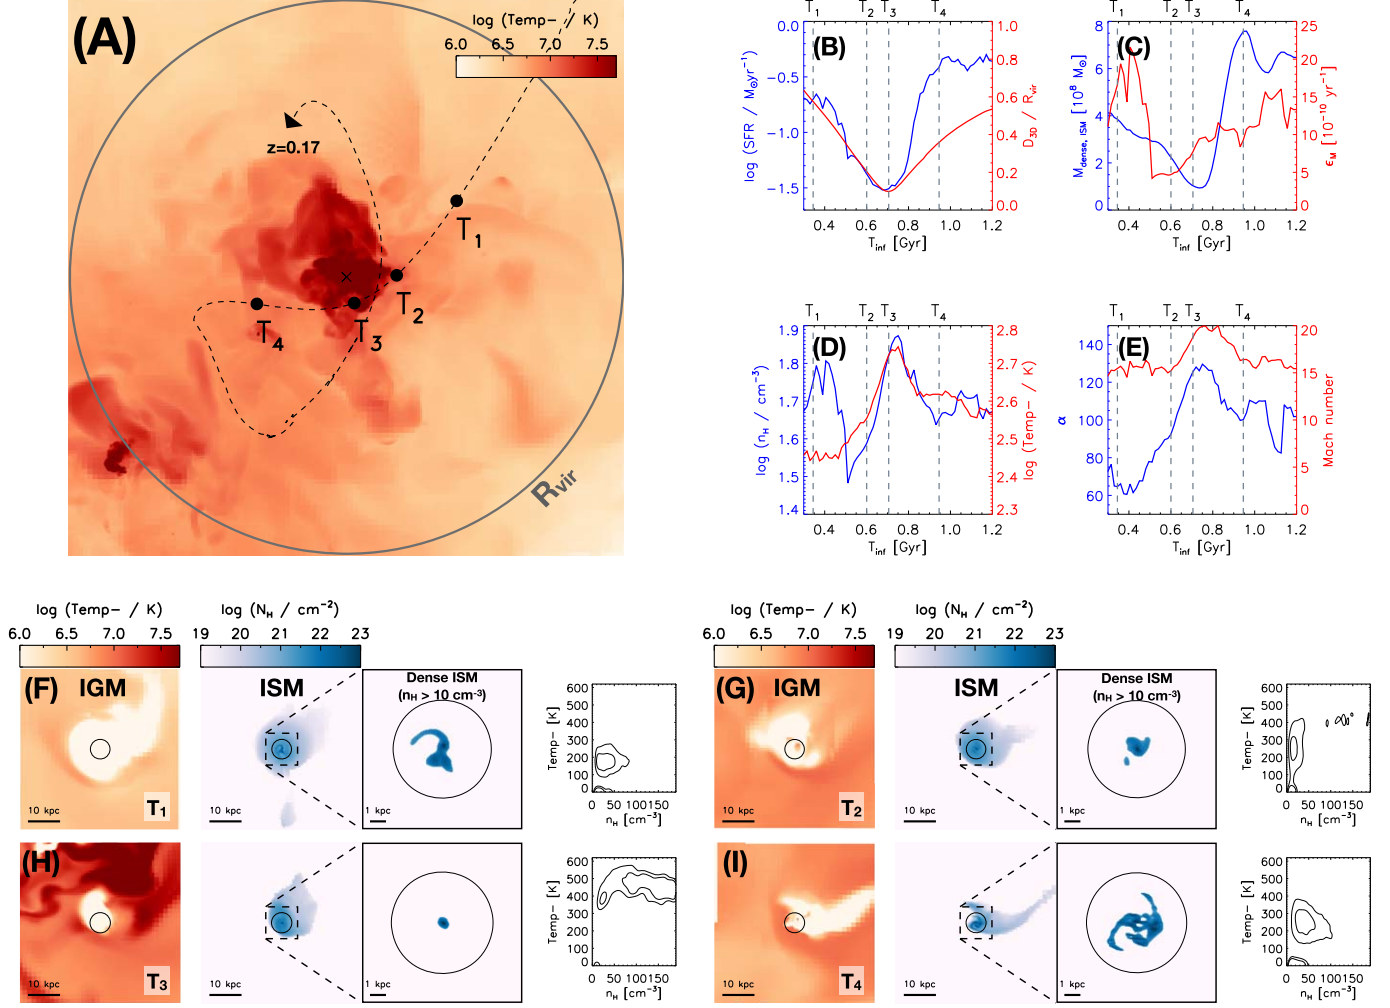 (A)
log (Temp− / K)
6.0 6.5 7.0 7.5
z=0.17
T1
T2
T3
T4
Rvir
T1 T2 T3 T4
(B)
log (SFR / M⊙yr−1)
0.0
−0.5
−1.0
−1.5
D3D / Rvir
1.0
0.8
0.6
0.4
0.2
0.0
0.4 0.6 0.8 1.0 1.2
Tinf [Gyr]
T1 T2 T3 T4
(C)
Mdense, ISM [10^8 M⊙]
8
6
4
2
0
εM [10−10 yr−1]
25
20
15
10
5
0
0.4 0.6 0.8 1.0 1.2
Tinf [Gyr]
T1 T2 T3 T4
(D)
log (nH / cm−3)
1.9
1.8
1.7
1.6
1.5
1.4
log (Temp− / K)
2.8
2.7
2.6
2.5
2.4
2.3
0.4 0.6 0.8 1.0 1.2
Tinf [Gyr]
T1 T2 T3 T4
(E)
α
140
120
100
80
60
Mach number
20
15
10
5
0
0.4 0.6 0.8 1.0 1.2
Tinf [Gyr]
log (Temp− / K)
6.0 6.5 7.0 7.5
log (NH / cm−2)
19 20 21 22 23
(F) IGM
10 kpc
T1
ISM
10 kpc
Dense ISM
(nH > 10 cm-3)
1 kpc
Temp− [K]
600
500
400
300
200
100
0
0 50 100150
nH [cm−3]
log (Temp− / K)
6.0 6.5 7.0 7.5
log (NH / cm−2)
19 20 21 22 23
(G) IGM
10 kpc
T2
ISM
10 kpc
Dense ISM
(nH > 10 cm-3)
1 kpc
Temp− [K]
600
500
400
300
200
100
0
0 50 100150
nH [cm−3]
(H)
10 kpc
T3
10 kpc
1 kpc
Temp− [K]
600
500
400
300
200
100
0
0 50 100150
nH [cm−3]
(I)
10 kpc
T4
10 kpc
1 kpc
Temp− [K]
600
500
400
300
200
100
0
0 50 100150
nH [cm−3]